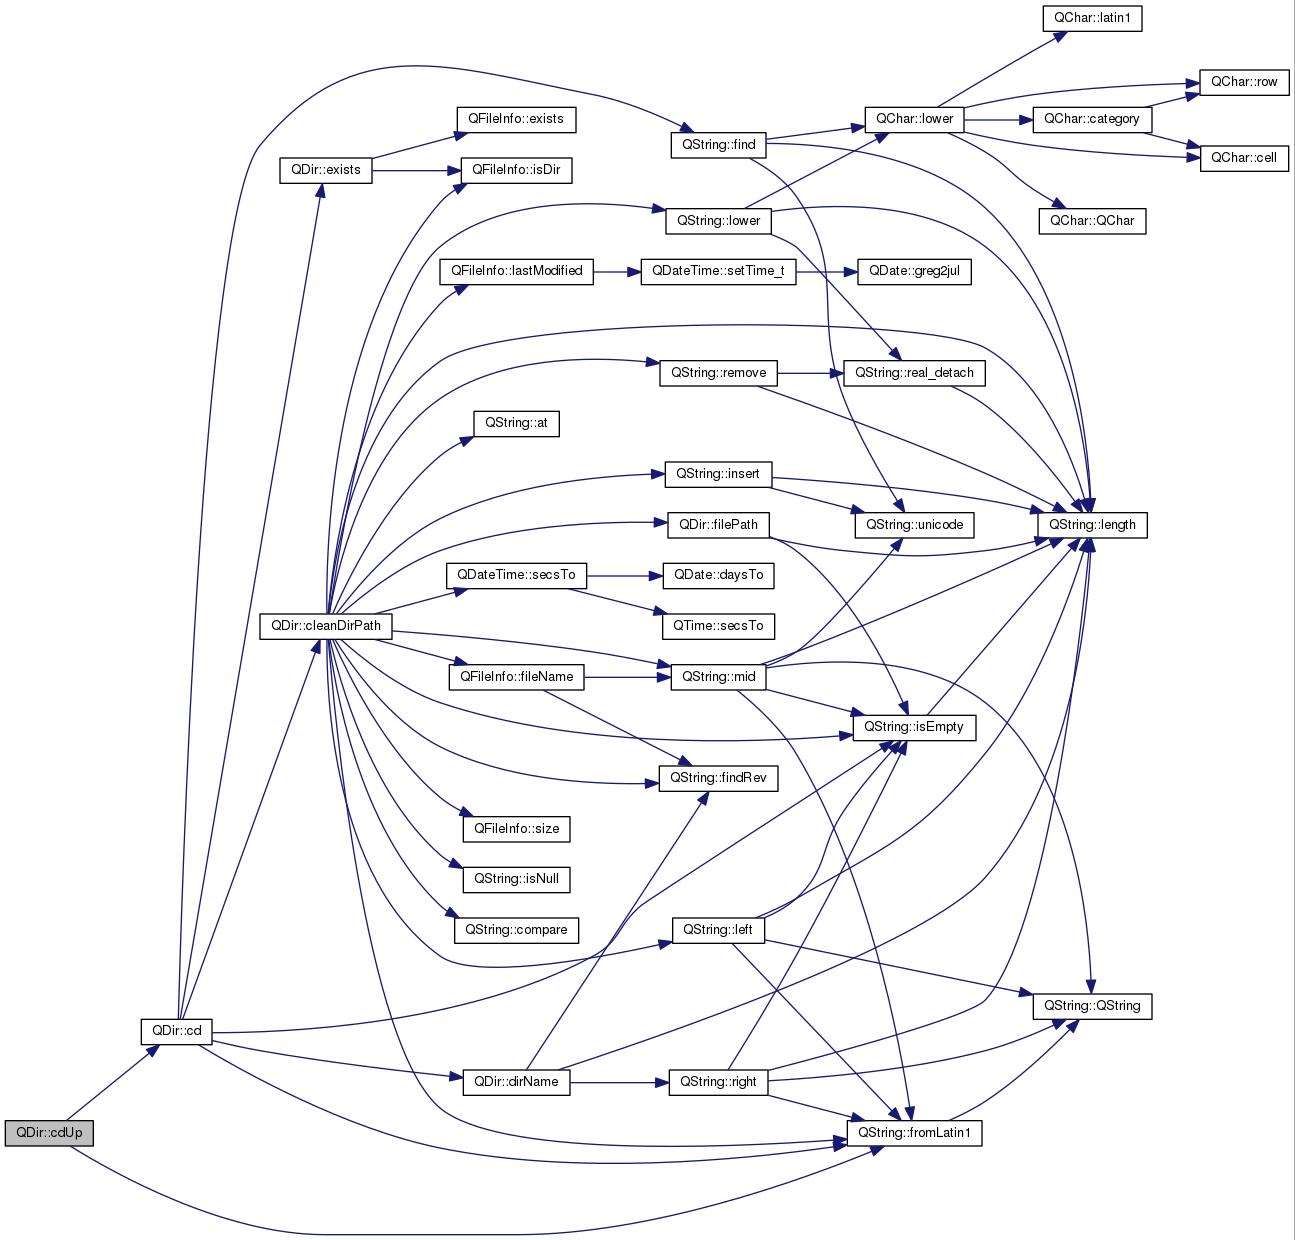 QChar::latin1
QChar::row
QFileInfo::exists
QChar::lower
QChar::category
QString::find
QChar::cell
QDir::exists
QFileInfo::isDir
QString::lower
QChar::QChar
QFileInfo::lastModified
QDateTime::setTime_t
QDate::greg2jul
QString::remove
QString::real_detach
QString::at
QString::insert
QDir::filePath
QString::unicode
QString::length
QDateTime::secsTo
QDate::daysTo
QDir::cleanDirPath
QTime::secsTo
QFileInfo::fileName
QString::mid
QString::isEmpty
QString::findRev
QFileInfo::size
QString::isNull
QString::compare
QString::left
QString::QString
QDir::cd
QDir::dirName
QString::right
QDir::cdUp
QString::fromLatin1